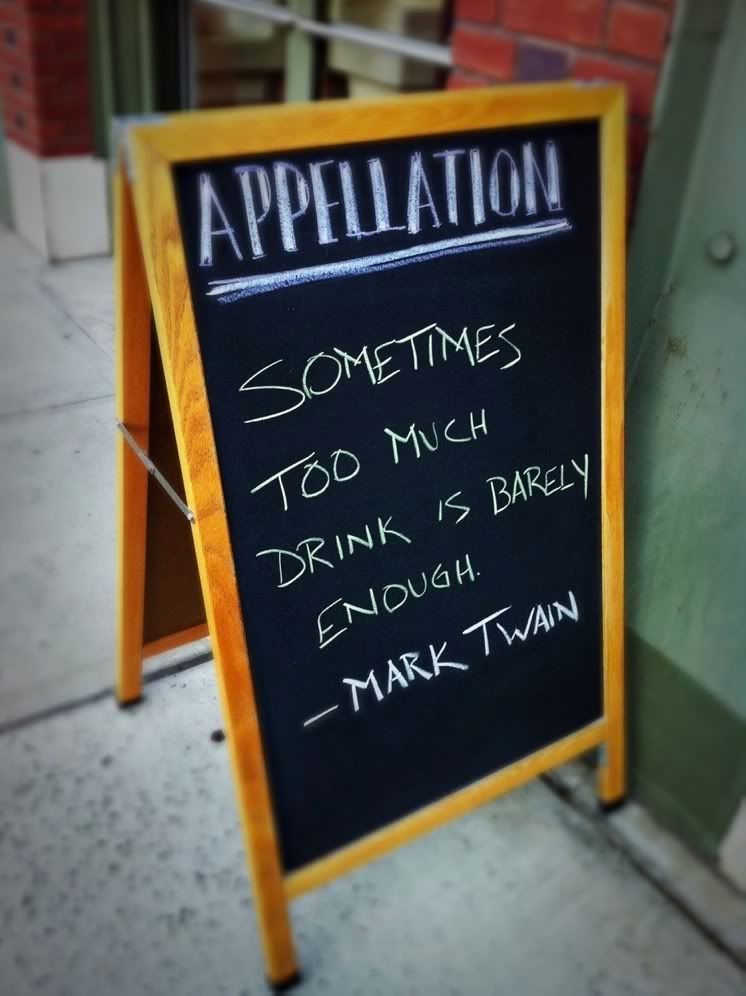 APPELLATION
SOMETIMES
TOO MUCH
DRINK IS BARELY
ENOUGH.
-MARK TWAIN